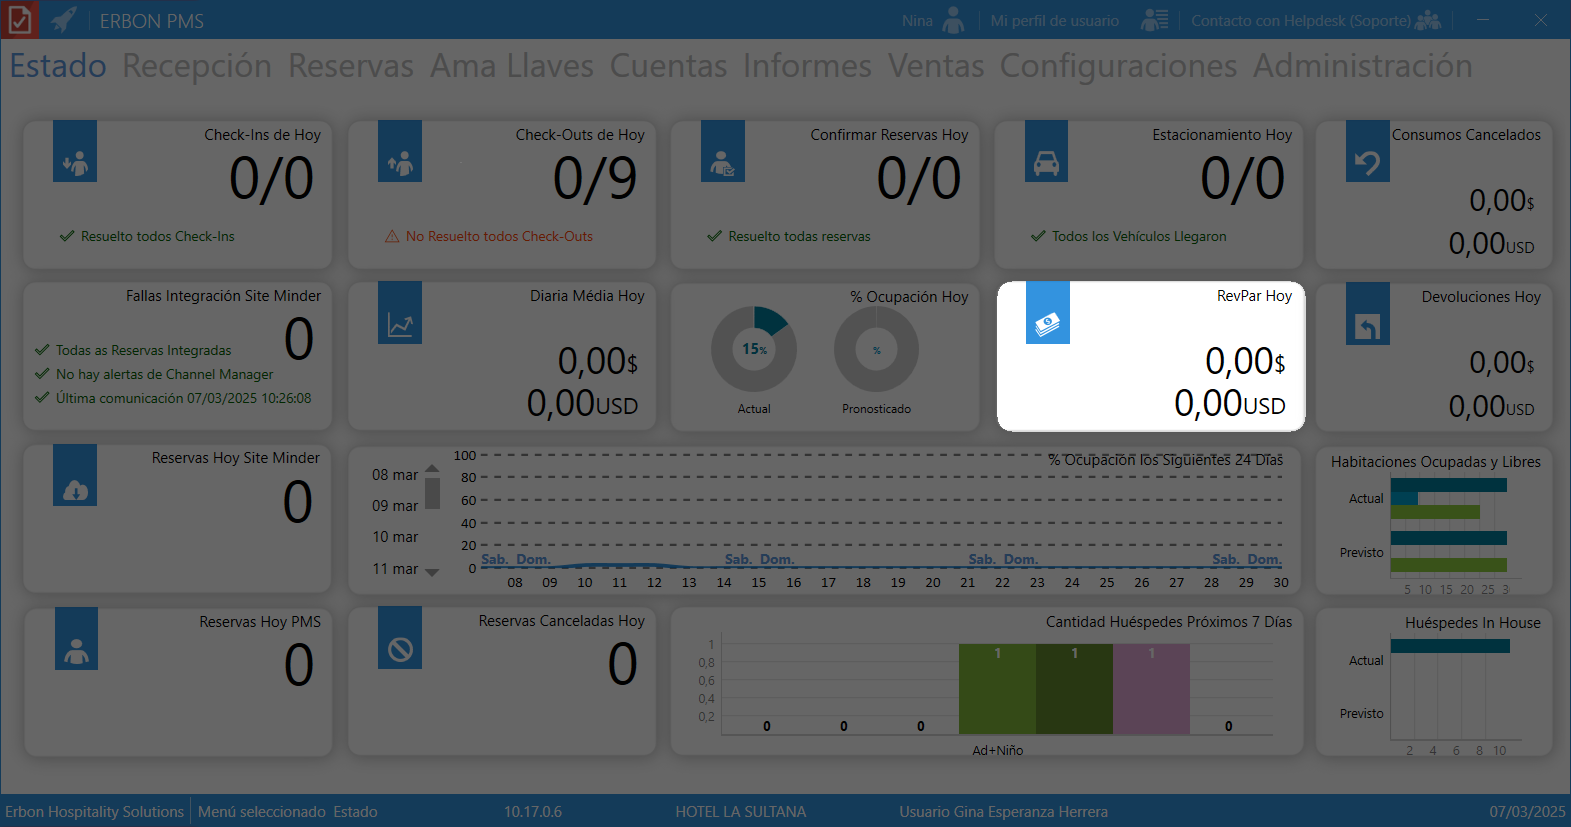 ERBON PMS
Nina
Mi perfil de usuario
Contacto con Helpdesk (Soporte)
Estado Recepción Reservas Ama Llaves Cuentas Informes Ventas Configuraciones Administración
Check-Ins de Hoy
0/0
Resuelto todos Check-Ins
Check-Outs de Hoy
0/9
No Resuelto todos Check-Outs
Confirmar Reservas Hoy
0/0
Resuelto todas reservas
Estacionamiento Hoy
0/0
Todos los Vehículos Llegaron
Consumos Cancelados
0,00$
0,00USD
Fallas Integración Site Minder
0
Todas as Reservas Integradas
No hay alertas de Channel Manager
Última comunicación 07/03/2025 10:26:08
Diaria Média Hoy
0,00$
0,00USD
% Ocupación Hoy
15%
%
Actual
Pronosticado
RevPar Hoy
0,00$
0,00USD
Devoluciones Hoy
0,00$
0,00USD
Reservas Hoy Site Minder
0
08 mar
09 mar
10 mar
11 mar
% Ocupación los Siguientes 24 Días
100
80
60
40
20
0
Sab. Dom. Sab. Dom. Sab. Dom. Sab. Dom.
08 09 10 11 12 13 14 15 16 17 18 19 20 21 22 23 24 25 26 27 28 29 30
Habitaciones Ocupadas y Libres
Actual
Previsto
5 10 15 20 25 3
Reservas Hoy PMS
0
Reservas Canceladas Hoy
0
Cantidad Huéspedes Próximos 7 Días
1
0,8
0,6
0,4
0,2
0 0 0 1 1 1 0
Ad+Niño
Huéspedes In House
Actual
Previsto
2 4 6 8 10
Erbon Hospitality Solutions
Menú seleccionado Estado
10.17.0.6
HOTEL LA SULTANA
Usuario Gina Esperanza Herrera
07/03/2025